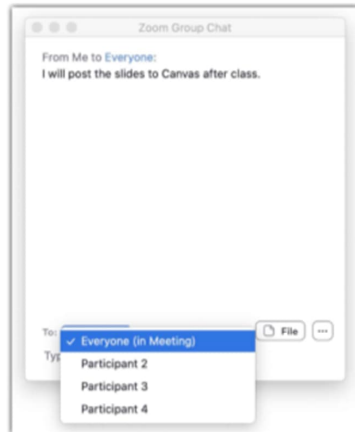 Zoom Group Chat
From Me to Everyone:
I will post the slides to Canvas after class.
To:
✓ Everyone (in Meeting)
File
...
Participant 2
Participant 3
Participant 4